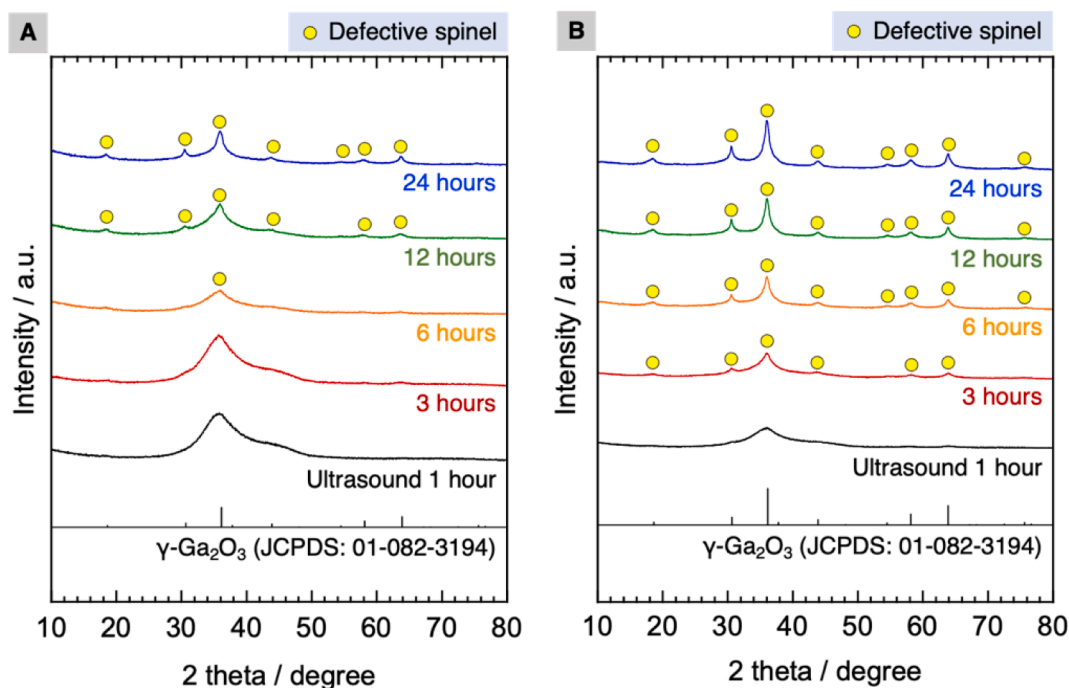 A
Defective spinel
24 hours
12 hours
6 hours
3 hours
Ultrasound 1 hour
γ-Ga₂O₃ (JCPDS: 01-082-3194)
Intensity / a.u.
10 20 30 40 50 60 70 80
2 theta / degree
B
Defective spinel
24 hours
12 hours
6 hours
3 hours
Ultrasound 1 hour
γ-Ga₂O₃ (JCPDS: 01-082-3194)
Intensity / a.u.
10 20 30 40 50 60 70 80
2 theta / degree